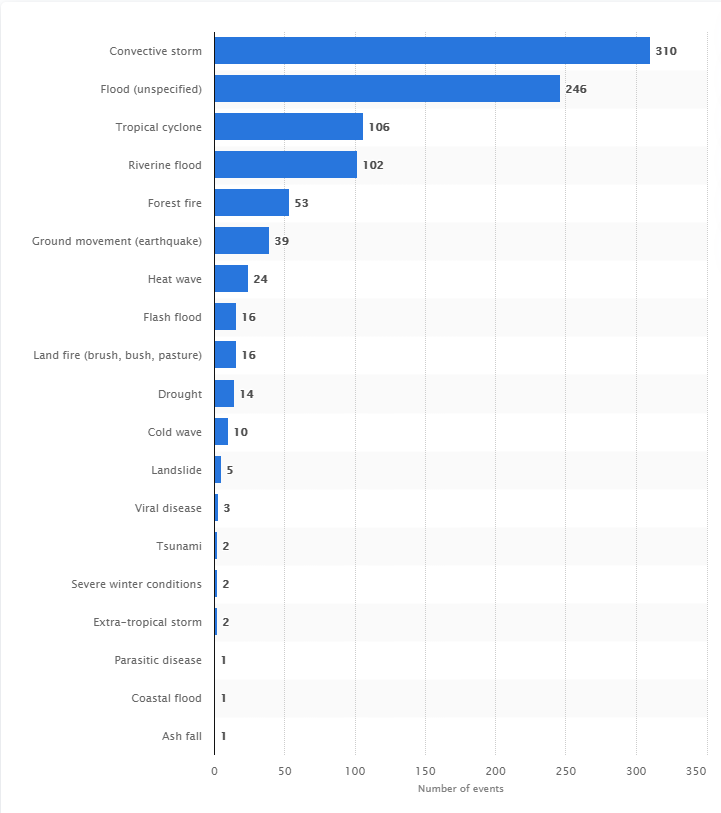 Convective storm 310
Flood (unspecified) 246
Tropical cyclone 106
Riverine flood 102
Forest fire 53
Ground movement (earthquake) 39
Heat wave 24
Flash flood 16
Land fire (brush, bush, pasture) 16
Drought 14
Cold wave 10
Landslide 5
Viral disease 3
Tsunami 2
Severe winter conditions 2
Extra-tropical storm 2
Parasitic disease 1
Coastal flood 1
Ash fall 1
0 50 100 150 200 250 300 350
Number of events